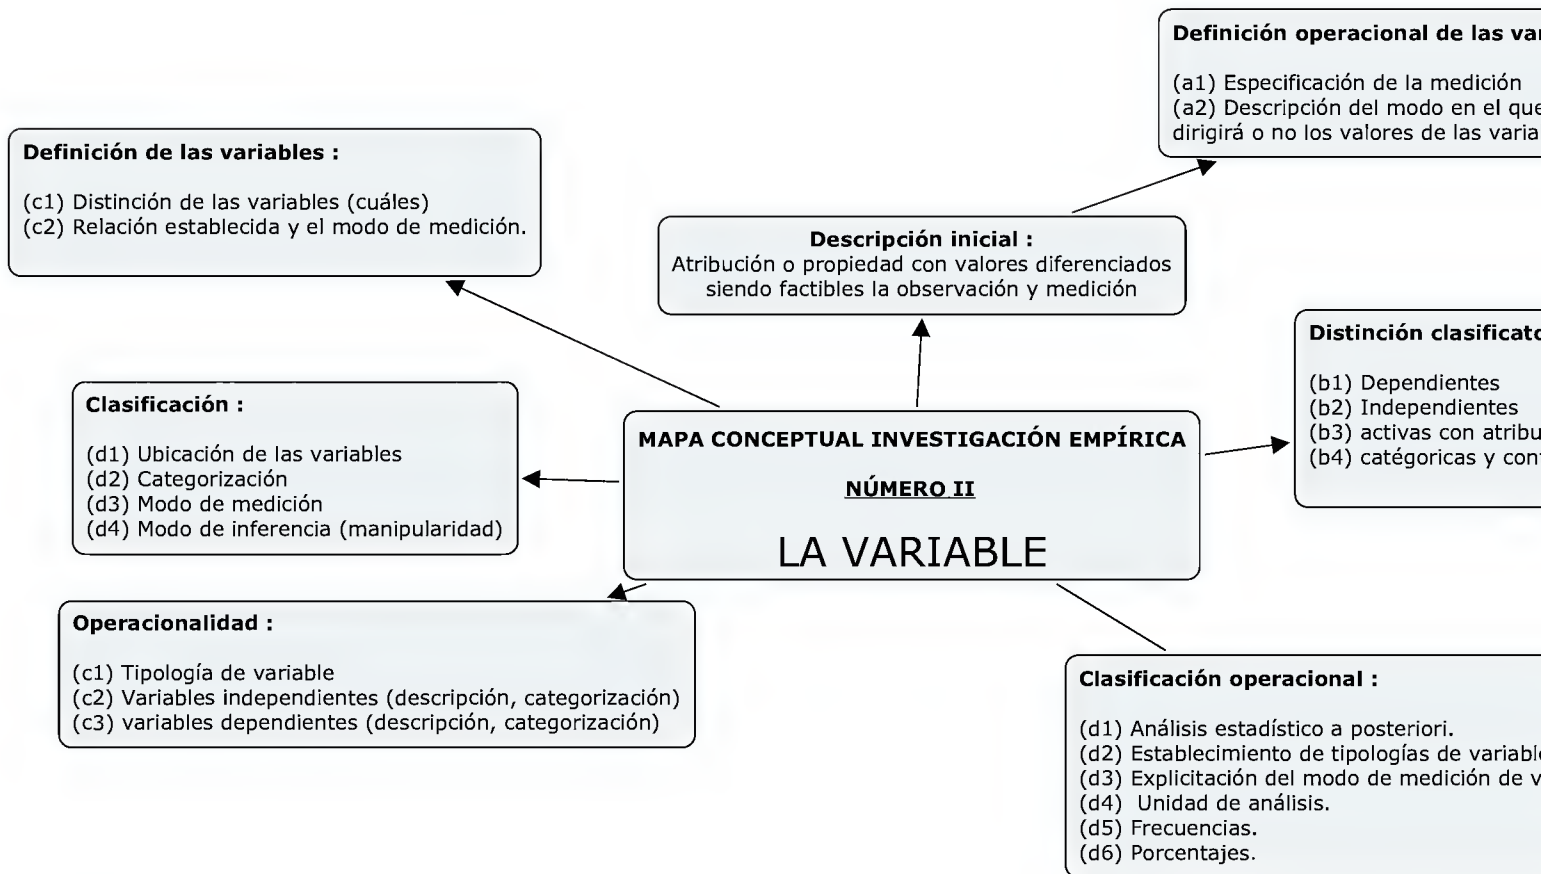 Definición operacional de las
(a1) Especificación de la medición
(a2) Descripción del modo en el que
dirigirá o no los valores de las
Definición de las variables :
(c1) Distinción de las variables (cuáles)
(c2) Relación establecida y el modo de medición.
Descripción inicial :
Atribución o propiedad con valores diferenciados
siendo factibles la observación y medición
Distinción
(b1) Dependientes
(b2) Independientes
(b3) activas con
(b4) catégoricas y
Clasificación :
(d1) Ubicación de las variables
(d2) Categorización
(d3) Modo de medición
(d4) Modo de inferencia (manipularidad)
MAPA CONCEPTUAL INVESTIGACIÓN EMPÍRICA
NÚMERO II
LA VARIABLE
Operacionalidad :
(c1) Tipología de variable
(c2) Variables independientes (descripción, categorización)
(c3) variables dependientes (descripción, categorización)
Clasificación operacional :
(d1) Análisis estadístico a posteriori.
(d2) Establecimiento de tipologías de
(d3) Explicitación del modo de medición de
(d4) Unidad de análisis.
(d5) Frecuencias.
(d6) Porcentajes.